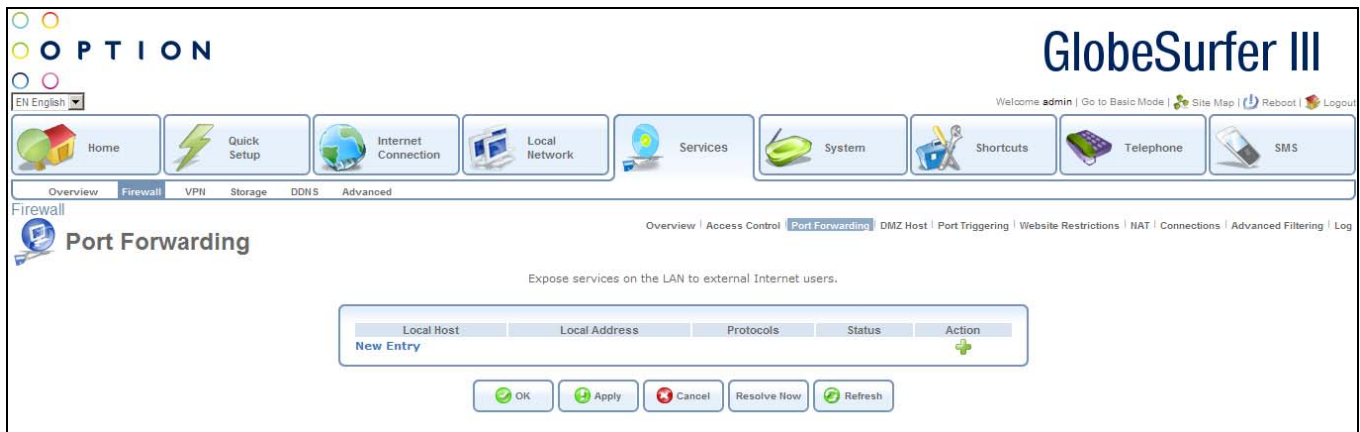 OPTION
GlobeSurfer III
EN English
Welcome admin | Go to Basic Mode | Site Map | Reboot | Logout
Home
Quick Setup
Internet Connection
Local Network
Services
System
Shortcuts
Telephone
SMS
Overview Firewall VPN Storage DDNS Advanced
Firewall
Port Forwarding
Overview | Access Control | Port Forwarding | DMZ Host | Port Triggering | Website Restrictions | NAT | Connections | Advanced Filtering | Log
Expose services on the LAN to external Internet users.
Local Host Local Address Protocols Status Action
New Entry
OK Apply Cancel Resolve Now Refresh